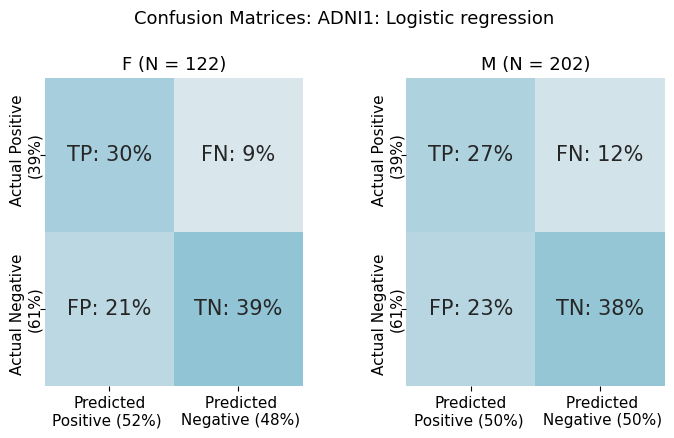 Confusion Matrices: ADNI1: Logistic regression
F (N = 122)
Actual Positive
(39%)
TP: 30%
FN: 9%
Actual Negative
(61%)
FP: 21%
TN: 39%
Predicted
Positive (52%)
Predicted
Negative (48%)
M (N = 202)
Actual Positive
(39%)
TP: 27%
FN: 12%
Actual Negative
(61%)
FP: 23%
TN: 38%
Predicted
Positive (50%)
Predicted
Negative (50%)